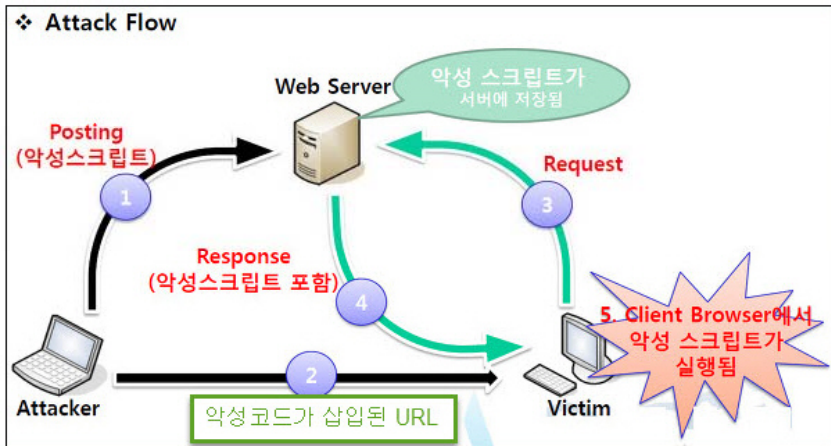 ❖ Attack Flow
Web Server
악성 스크립트가
서버에 저장됨
Posting
(악성스크립트)
1
Request
3
Response
(악성스크립트 포함)
4
5. Client Browser에서
악성 스크립트가
실행됨
2
Attacker
악성코드가 삽입된 URL
Victim